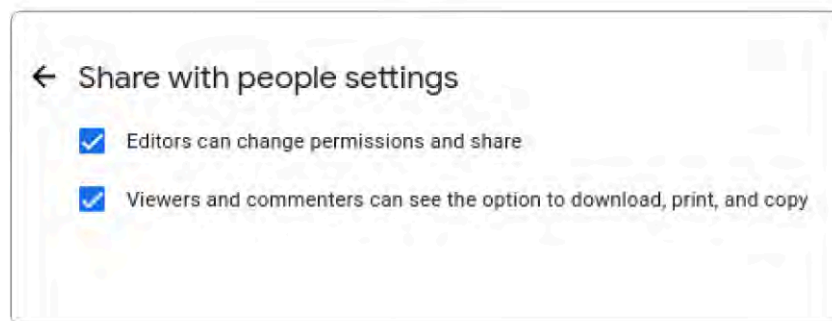 Share with people settings
Editors can change permissions and share
Viewers and commenters can see the option to download, print, and copy